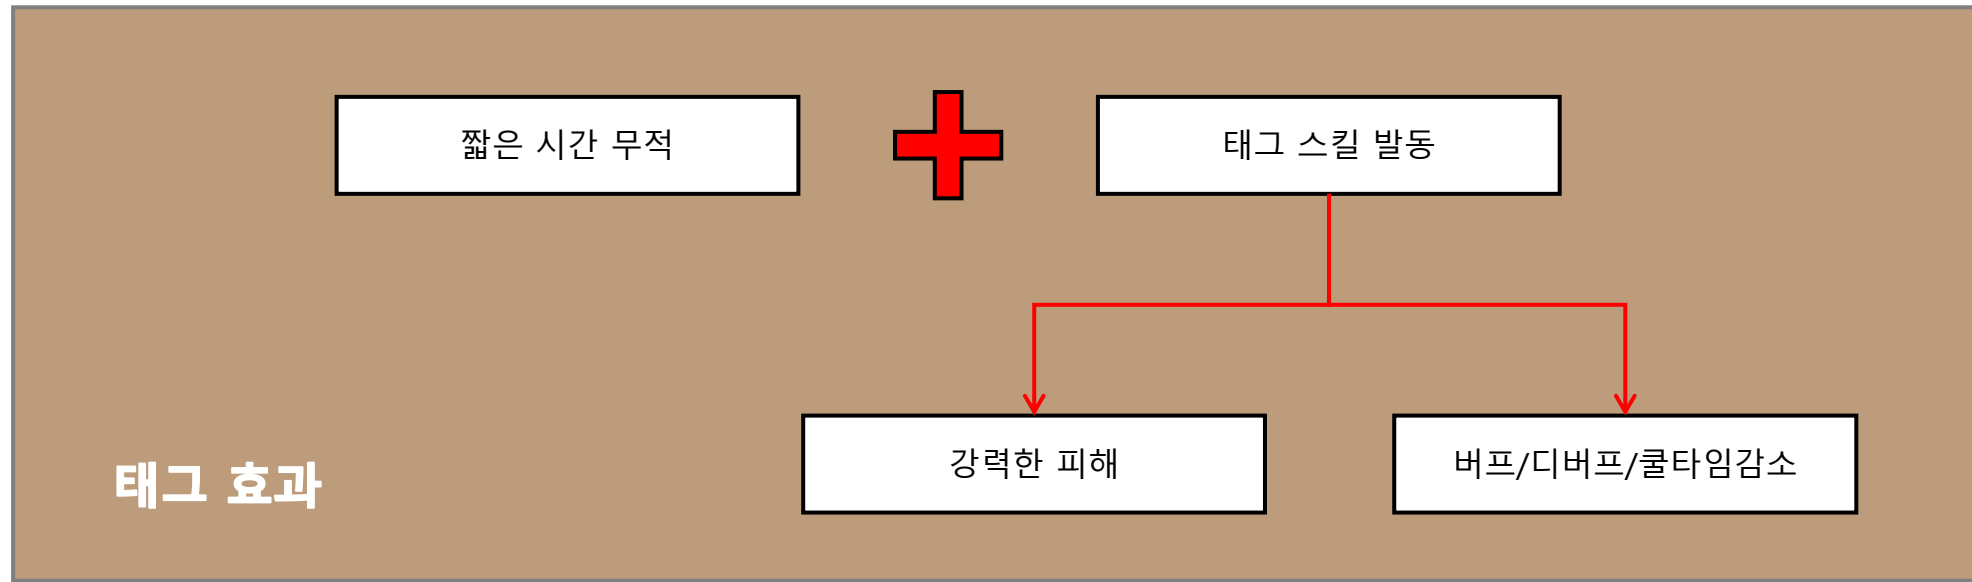 짧은 시간 무적
태그 스킬 발동
강력한 피해
버프/디버프/쿨타임감소
태그 효과